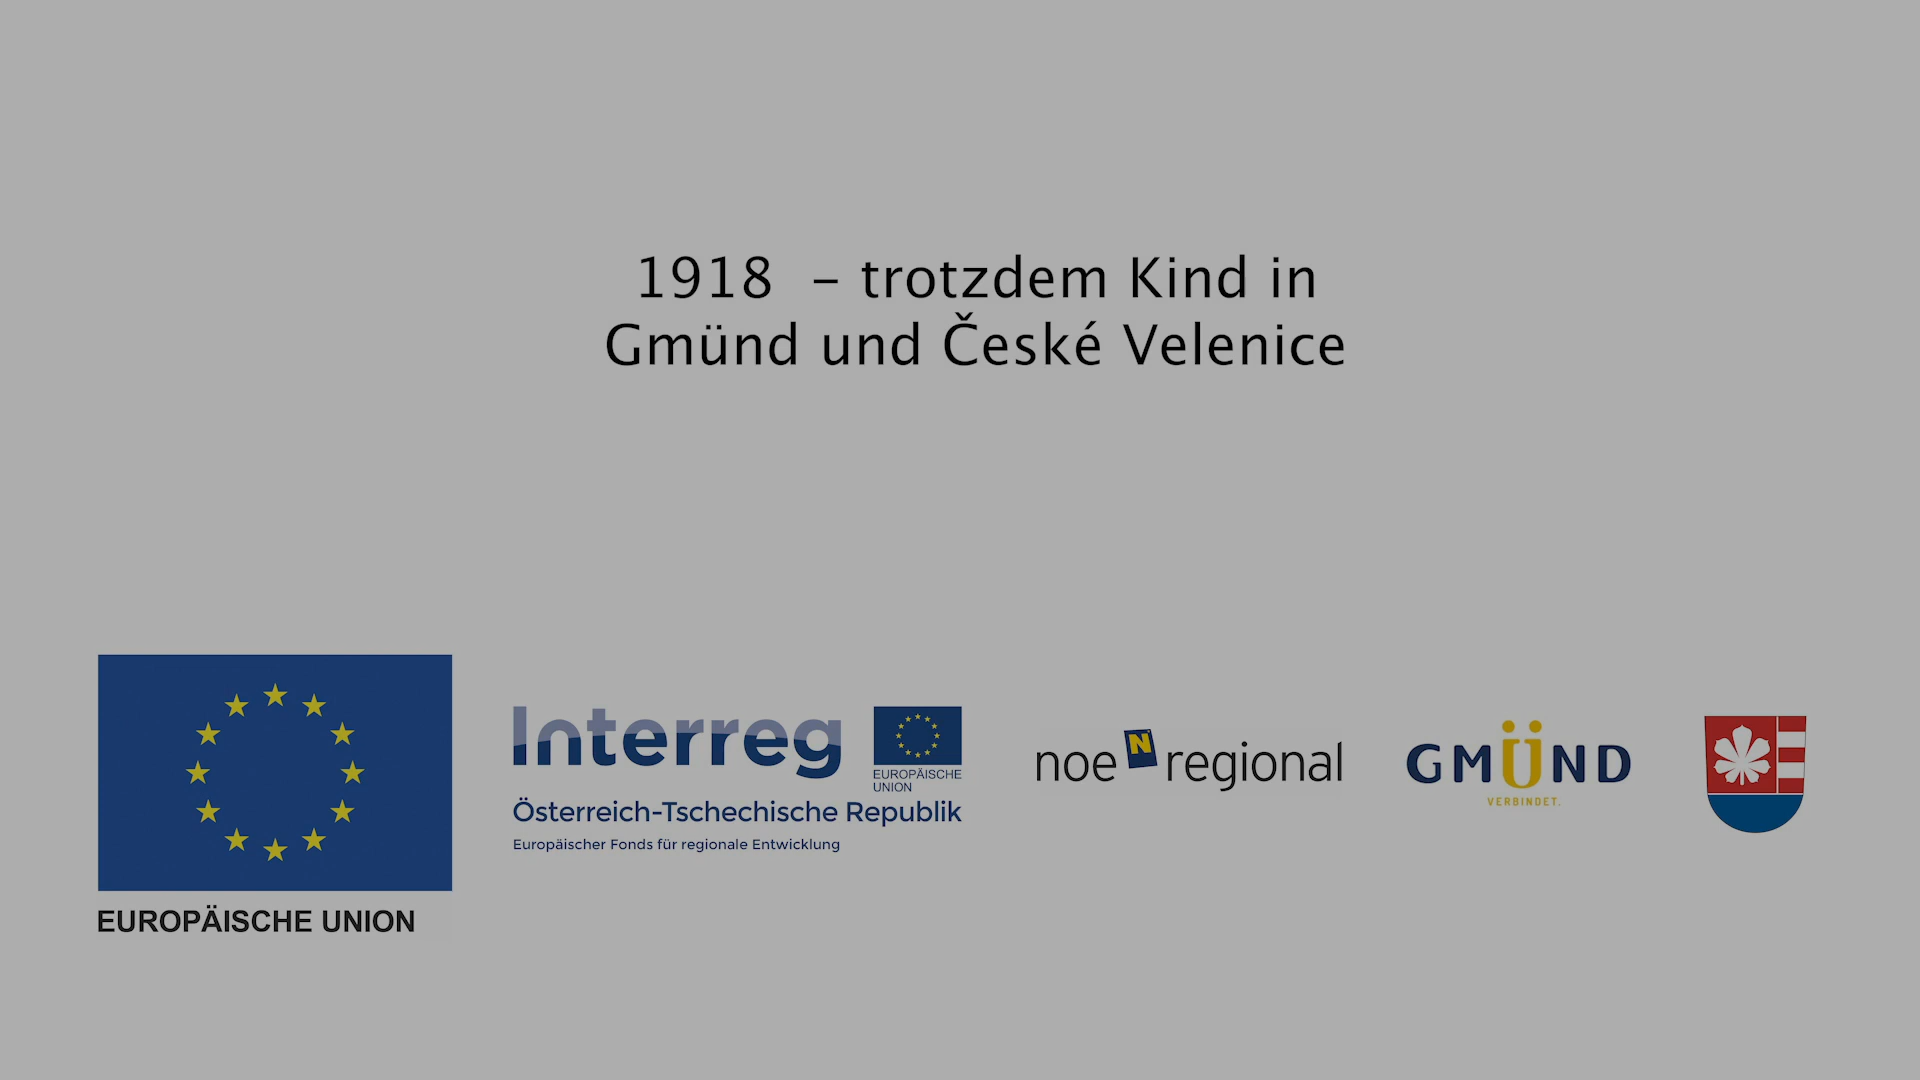 1918 – trotzdem Kind in
Gmünd und České Velenice
EUROPÄISCHE UNION
Interreg
EUROPÄISCHE
UNION
Österreich-Tschechische Republik
Europäischer Fonds für regionale Entwicklung
noe N regional
GMÜND
VERBINDET.